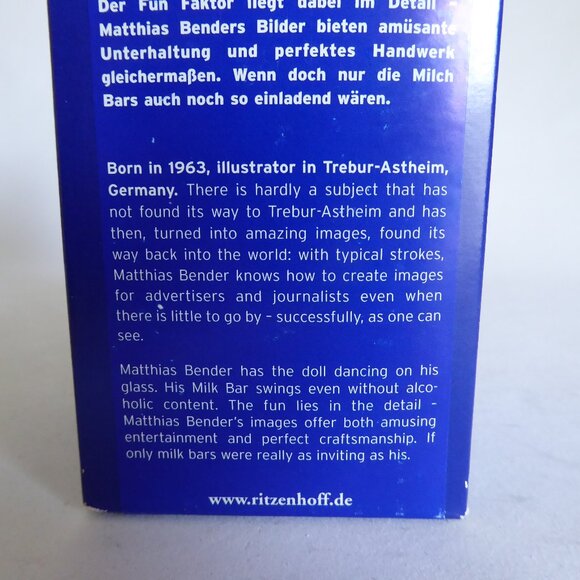 Der Fun Faktor liegt dabei im Detail -
Matthias Benders Bilder bieten amüsante
Unterhaltung und perfektes Handwerk
gleichermaßen. Wenn doch nur die Milch
Bars auch noch so einladend wären.
Born in 1963, illustrator in Trebur-Astheim,
Germany. There is hardly a subject that has
not found its way to Trebur-Astheim and has
then, turned into amazing images, found its
way back into the world: with typical strokes,
Matthias Bender knows how to create images
for advertisers and journalists even when
there is little to go by – successfully, as one can
see.
Matthias Bender has the doll dancing on his
glass. His Milk Bar swings even without alco-
holic content. The fun lies in the detail –
Matthias Bender's images offer both amusing
entertainment and perfect craftsmanship. If
only milk bars were really as inviting as his.
www.ritzenhoff.de